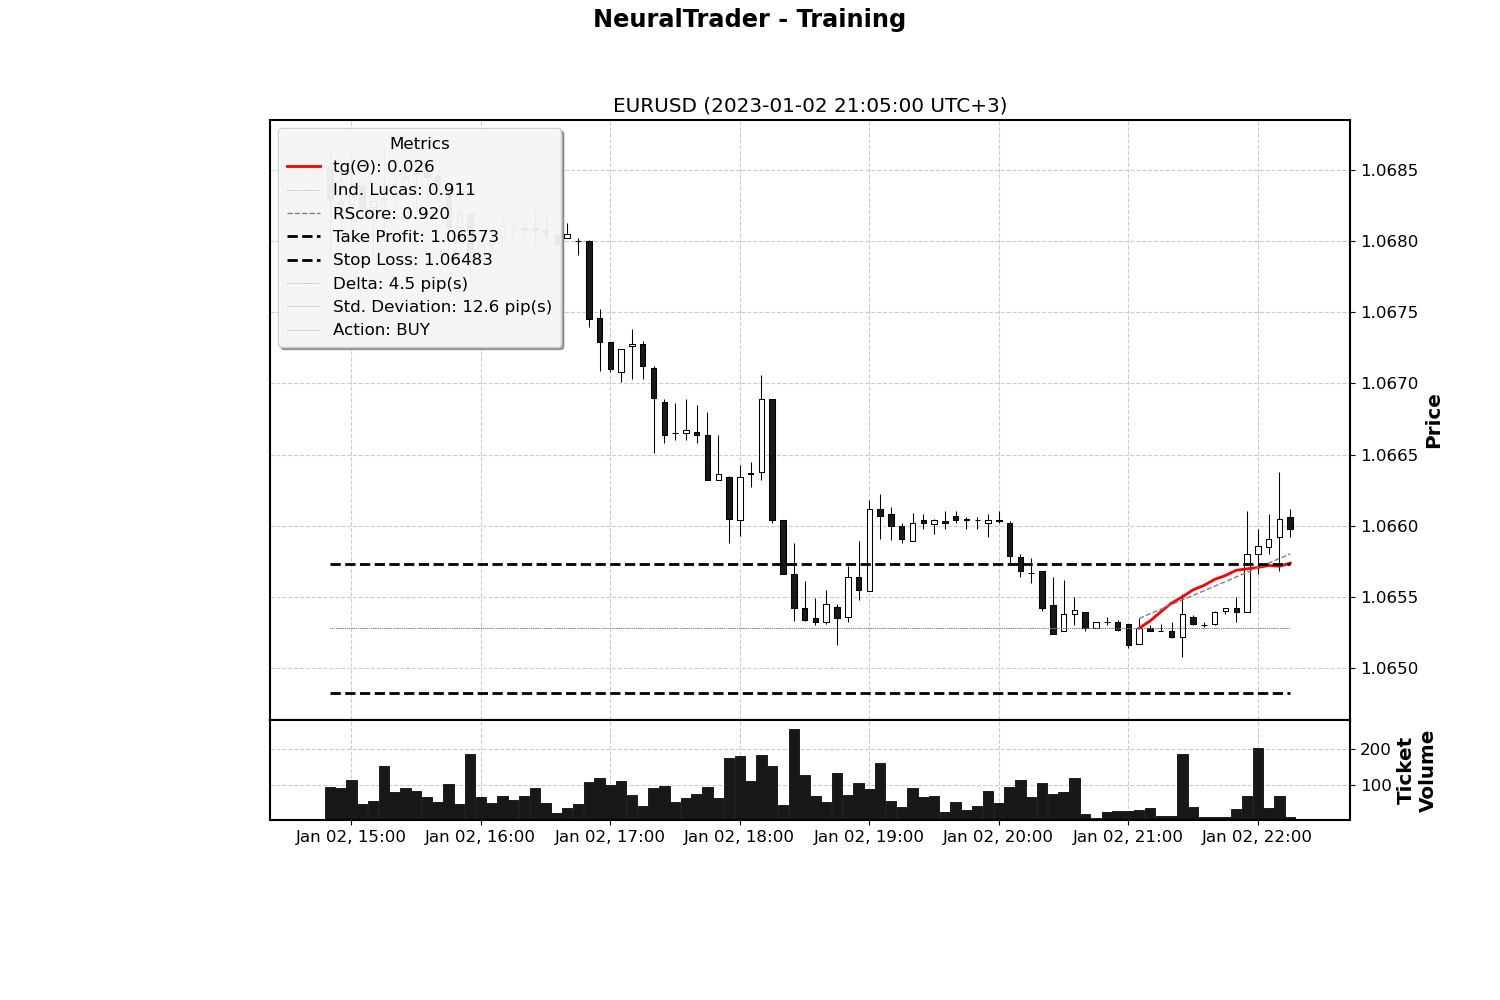 NeuralTrader - Training
EURUSD (2023-01-02 21:05:00 UTC+3)
Metrics
tg(Θ): 0.026
Ind. Lucas: 0.911
RScore: 0.920
Take Profit: 1.06573
Stop Loss: 1.06483
Delta: 4.5 pip(s)
Std. Deviation: 12.6 pip(s)
Action: BUY
1.0685
1.0680
1.0675
1.0670
1.0665
1.0660
1.0655
1.0650
Price
200
100
Ticket
Volume
Jan 02, 15:00
Jan 02, 16:00
Jan 02, 17:00
Jan 02, 18:00
Jan 02, 19:00
Jan 02, 20:00
Jan 02, 21:00
Jan 02, 22:00